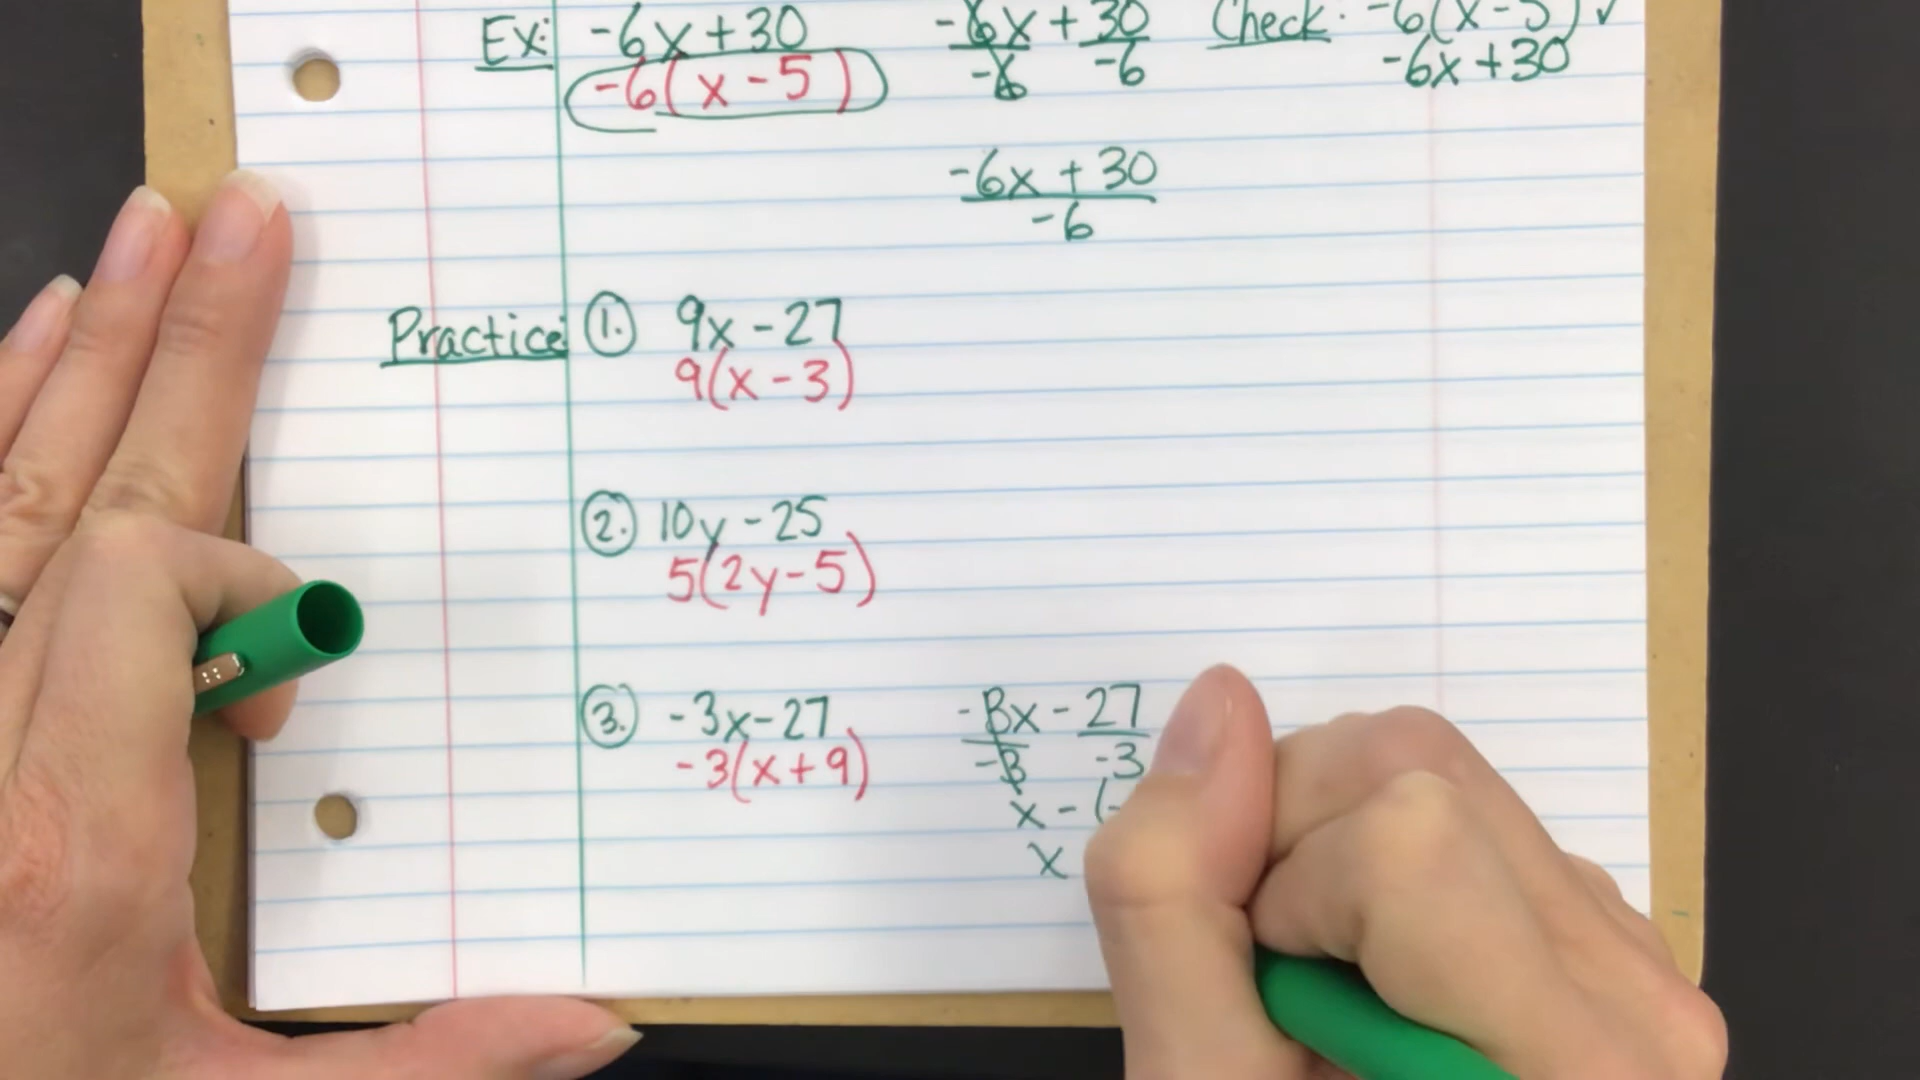 Ex: -6x+30
-6(x-5)
-6x + 30
-6 -6
Check: -6(x-5) ✓
-6x+30
-6x + 30
-6
Practice: 1. 9x-27
9(x-3)
2. 10y-25
5(2y-5)
3. -3x-27
-3(x+9)
-3x - 27
-3 -3
x - (-
x